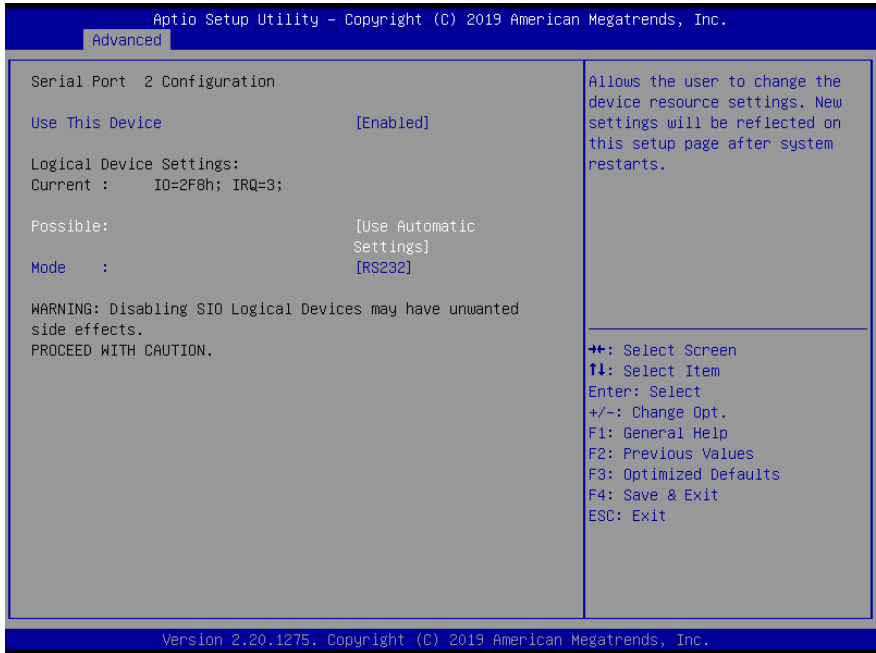 Aptio Setup Utility – Copyright (C) 2019 American Megatrends, Inc.
Advanced
Serial Port  2 Configuration
Use This Device [Enabled]
Logical Device Settings:
Current : IO=2F8h; IRQ=3;
Possible: [Use Automatic
Settings]
Mode : [RS232]
WARNING: Disabling SIO Logical Devices may have unwanted
side effects.
PROCEED WITH CAUTION.
Allows the user to change the
device resource settings. New
settings will be reflected on
this setup page after system
restarts.
→←: Select Screen
↑↓: Select Item
Enter: Select
+/-: Change Opt.
F1: General Help
F2: Previous Values
F3: Optimized Defaults
F4: Save & Exit
ESC: Exit
Version 2.20.1275. Copyright (C) 2019 American Megatrends, Inc.